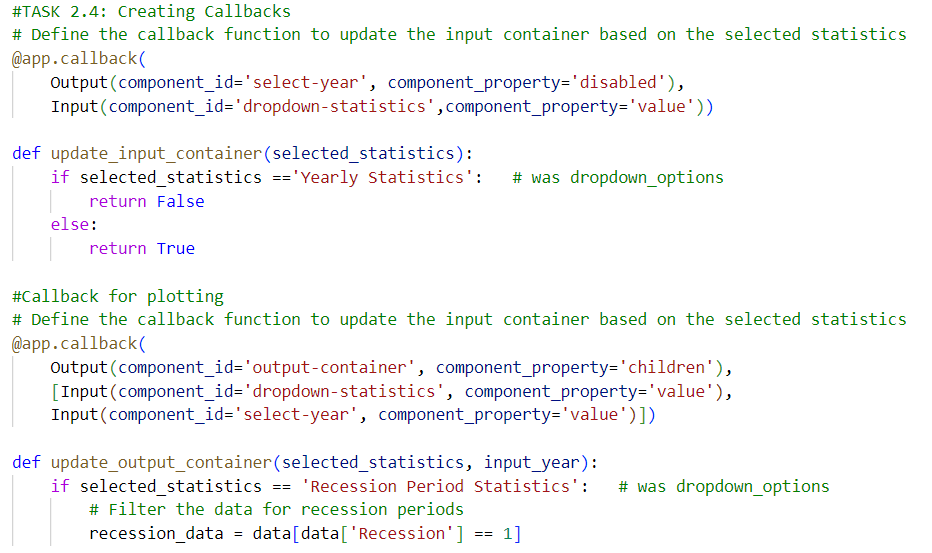 #TASK 2.4: Creating Callbacks
# Define the callback function to update the input container based on the selected statistics
@app.callback(
    Output(component_id='select-year', component_property='disabled'),
    Input(component_id='dropdown-statistics',component_property='value'))

def update_input_container(selected_statistics):
    if selected_statistics =='Yearly Statistics':   # was dropdown_options
        return False
    else:
        return True

#Callback for plotting
# Define the callback function to update the input container based on the selected statistics
@app.callback(
    Output(component_id='output-container', component_property='children'),
    [Input(component_id='dropdown-statistics', component_property='value'),
    Input(component_id='select-year', component_property='value')])

def update_output_container(selected_statistics, input_year):
    if selected_statistics == 'Recession Period Statistics':   # was dropdown_options
        # Filter the data for recession periods
        recession_data = data[data['Recession'] == 1]